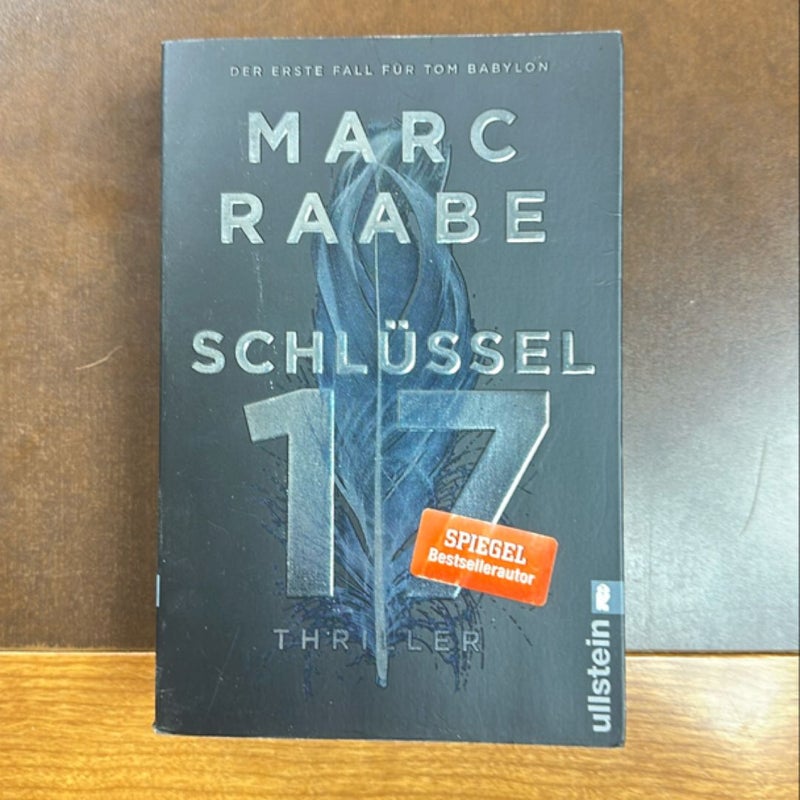 DER ERSTE FALL FÜR TOM BABYLON
MARC
RAABE
SCHLÜSSEL
17
SPIEGEL
Bestsellerautor
THRILLER
ullstein